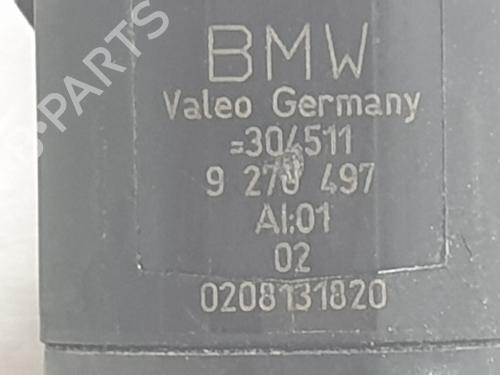 BMW
Valeo Germany
=304511
9 270 497
AI:01
02
0208131820